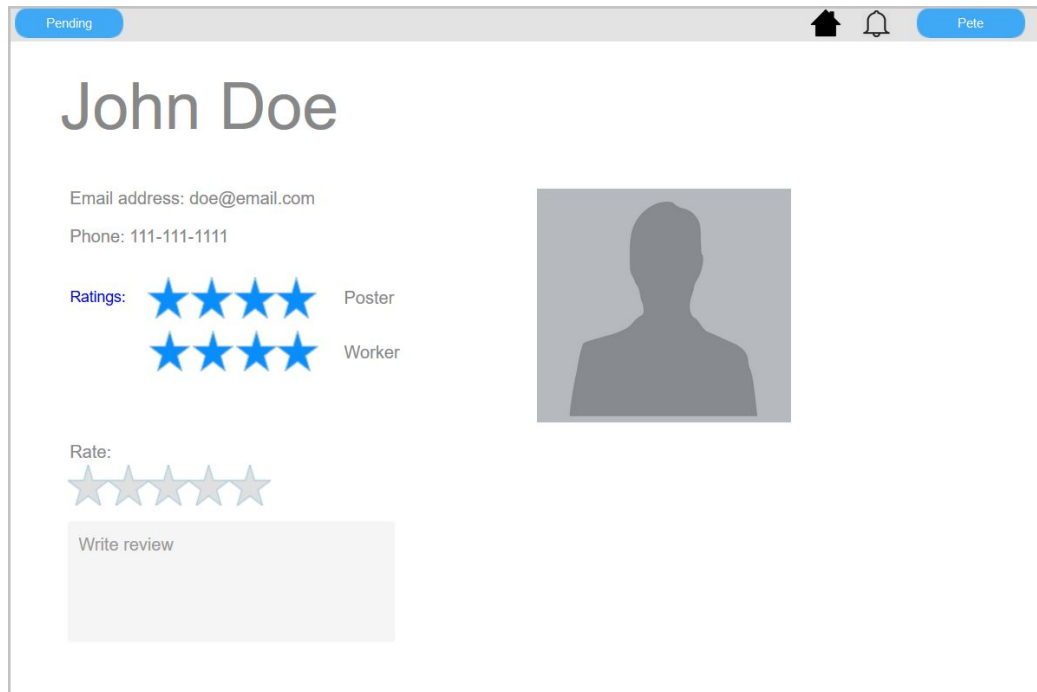 Pending
Pete
John Doe
Email address: doe@email.com
Phone: 111-111-1111
Ratings:
Poster
Worker
Rate:
Write review